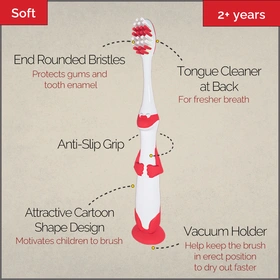 Soft
2+ years
End Rounded Bristles
Protects gums and
tooth enamel
Tongue Cleaner
at Back
For fresher breath
Anti-Slip Grip
Attractive Cartoon
Shape Design
Motivates children to brush
Vacuum Holder
Help keep the brush
in erect position
to dry out faster